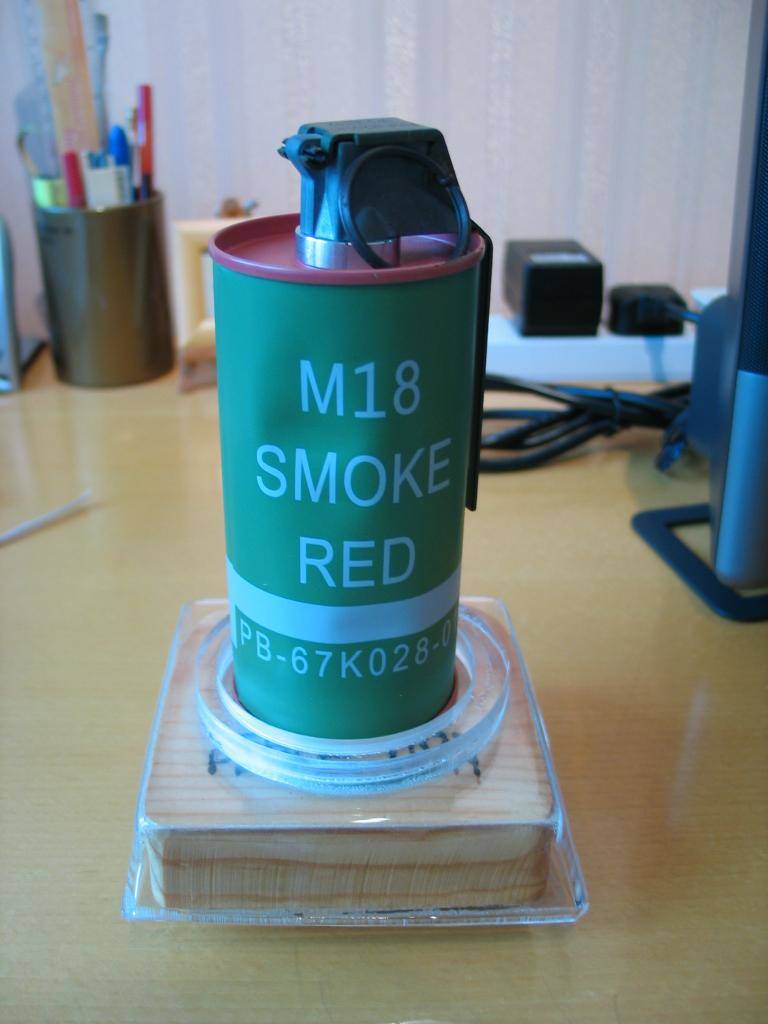 M18
SMOKE
RED
PB-67K028-0